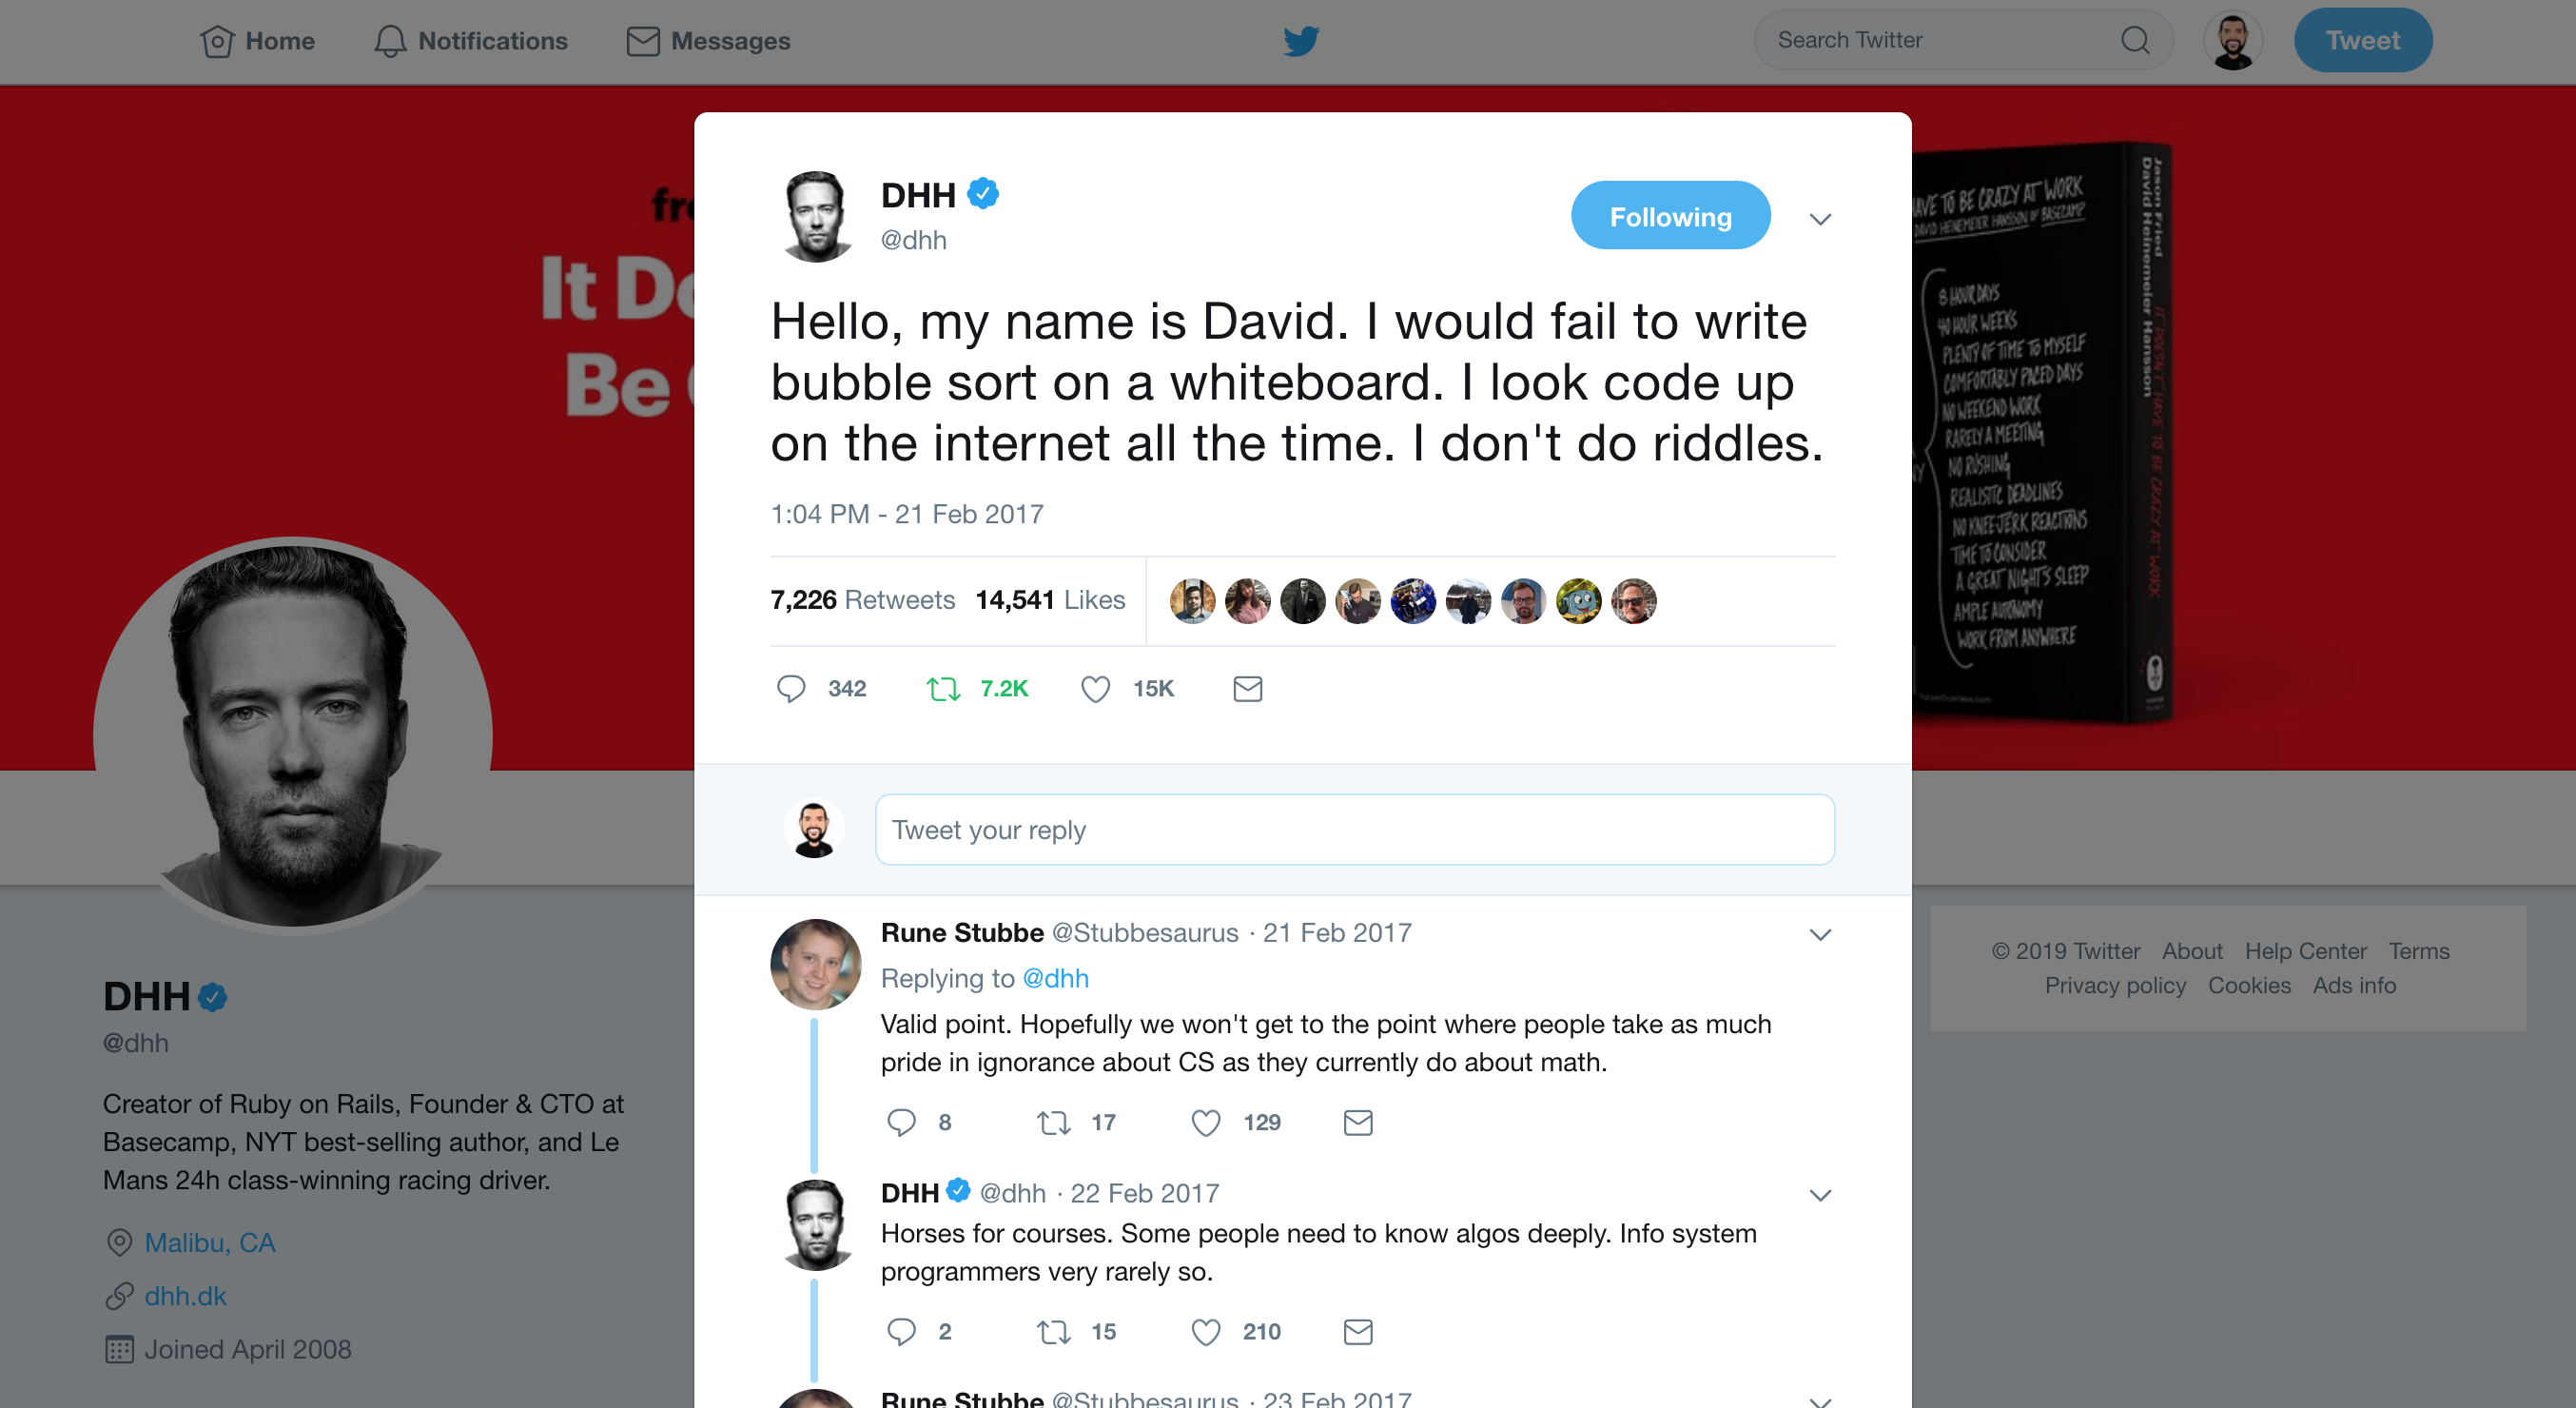 Home
Notifications
Messages
Search Twitter
Tweet
It Do
Be
DHH
@dhh
Following
Hello, my name is David. I would fail to write
bubble sort on a whiteboard. I look code up
on the internet all the time. I don't do riddles.
1:04 PM - 21 Feb 2017
7,226 Retweets 14,541 Likes
342
7.2K
15K
Tweet your reply
Rune Stubbe @Stubbesaurus · 21 Feb 2017
Replying to @dhh
Valid point. Hopefully we won't get to the point where people take as much
pride in ignorance about CS as they currently do about math.
8
17
129
DHH @dhh · 22 Feb 2017
Horses for courses. Some people need to know algos deeply. Info system
programmers very rarely so.
2
15
210
Rune Stubbe @Stubbesaurus · 23 Feb 2017
DHH
@dhh
Creator of Ruby on Rails, Founder & CTO at
Basecamp, NYT best-selling author, and Le
Mans 24h class-winning racing driver.
Malibu, CA
dhh.dk
Joined April 2008
TO BE CRAZY AT WORK
DAVID HEINEMEIER HANSSON OF BASECAMP
8 HOUR DAYS
40 HOUR WEEKS
PLENTY OF TIME TO MYSELF
COMFORTABLY PACED DAYS
NO WEEKEND WORK
RARELY A MEETING
NO RUSHING
REALISTIC DEADLINES
NO KNEE-JERK REACTIONS
TIME TO CONSIDER
A GREAT NIGHT'S SLEEP
AMPLE AUTONOMY
WORK FROM ANYWHERE
Jason Fried
David Heinemeier Hansson
IT DOESN'T HAVE TO BE CRAZY AT WORK
© 2019 Twitter About Help Center Terms
Privacy policy Cookies Ads info